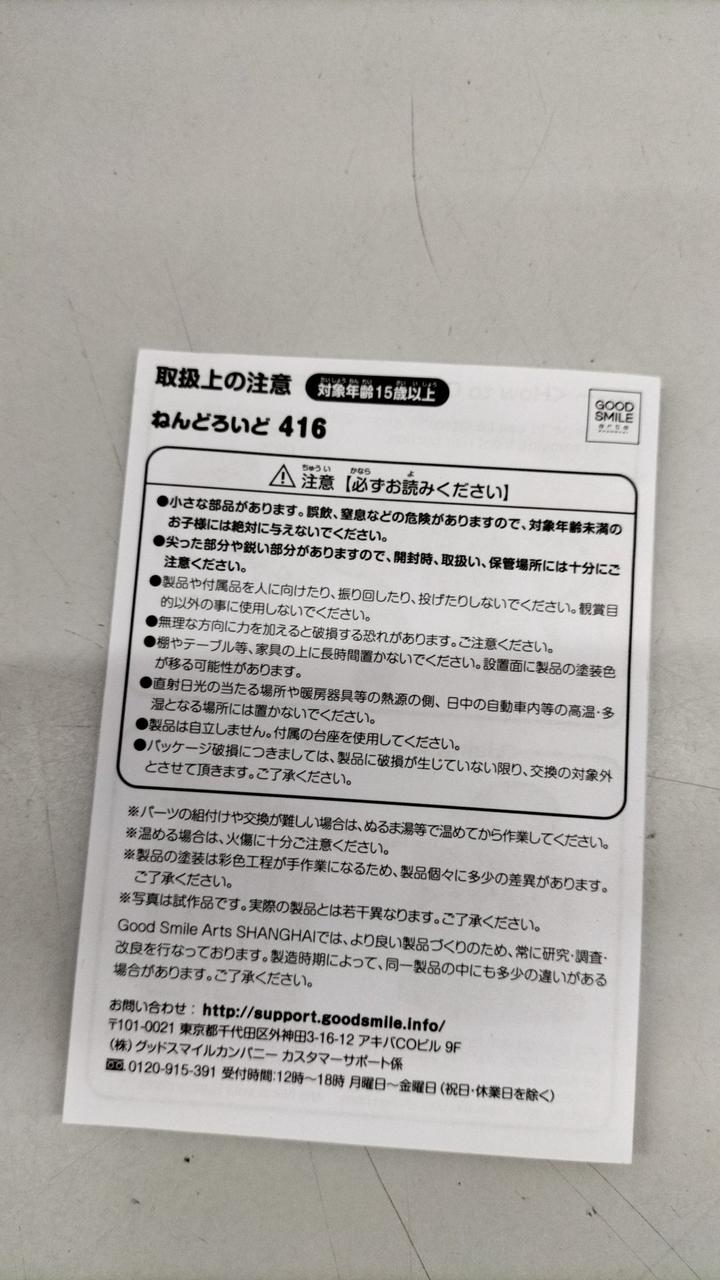 取扱上の注意 対象年齢15歳以上
ねんどろいど 416
GOOD
SMILE
注意【必ずお読みください】
●小さな部品があります。誤飲、窒息などの危険がありますので、対象年齢未満の
お子様には絶対に与えないでください。
●尖った部分や鋭い部分がありますので、開封時、取扱い、保管場所には十分にご
注意ください。
●製品や付属品を人に向けたり、振り回したり、投げたりしないでください。観賞目
的以外の事に使用しないでください。
●無理な方向に力を加えると破損する恐れがあります。ご注意ください。
●棚やテーブル等、家具の上に長時間置かないでください。設置面に製品の塗装色
が移る可能性があります。
●直射日光の当たる場所や暖房器具等の熱源の側、日中の自動車内等の高温・多
湿となる場所には置かないでください。
●製品は自立しません。付属の台座を使用してください。
●パッケージ破損につきましては、製品に破損が生じていない限り、交換の対象外
とさせて頂きます。ご了承ください。
※パーツの組付けや交換が難しい場合は、ぬるま湯等で温めてから作業してください。
※温める場合は、火傷に十分ご注意ください。
※製品の塗装は彩色工程が手作業になるため、製品個々に多少の差異があります。
ご了承ください。
※写真は試作品です。実際の製品とは若干異なります。ご了承ください。
Good Smile Arts SHANGHAIでは、より良い製品づくりのため、常に研究・調査・
改良を行なっております。製造時期によって、同一製品の中にも多少の違いがある
場合があります。ご了承ください。
お問い合わせ：http://support.goodsmile.info/
〒101-0021 東京都千代田区外神田3-16-12 アキバCOビル 9F
(株)グッドスマイルカンパニー カスタマーサポート係
0120-915-391 受付時間:12時～18時 月曜日～金曜日(祝日・休業日を除く)